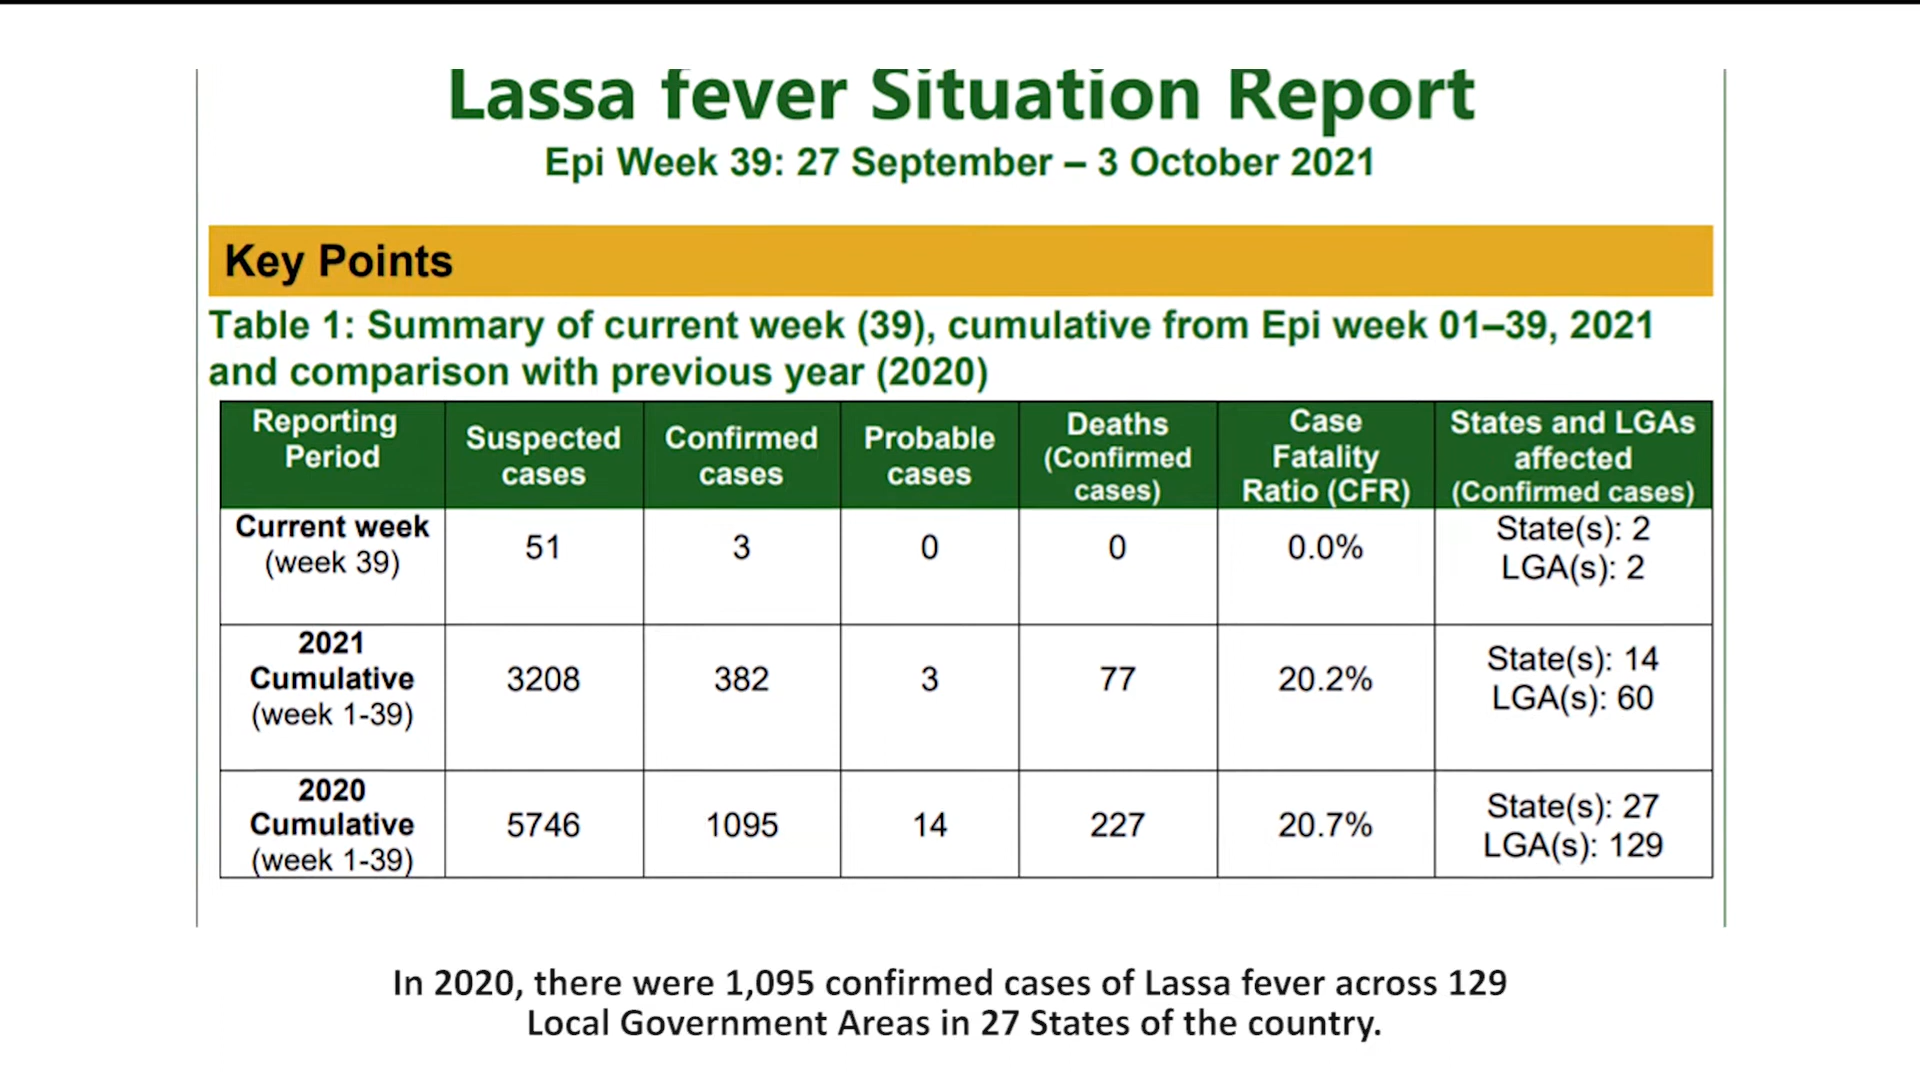 Lassa fever Situation Report
Epi Week 39: 27 September – 3 October 2021
Key Points
Table 1: Summary of current week (39), cumulative from Epi week 01–39, 2021
and comparison with previous year (2020)
Reporting Period Suspected cases Confirmed cases Probable cases Deaths (Confirmed cases) Case Fatality Ratio (CFR) States and LGAs affected (Confirmed cases)
Current week (week 39) 51 3 0 0 0.0% State(s): 2 LGA(s): 2
2021 Cumulative (week 1-39) 3208 382 3 77 20.2% State(s): 14 LGA(s): 60
2020 Cumulative (week 1-39) 5746 1095 14 227 20.7% State(s): 27 LGA(s): 129
In 2020, there were 1,095 confirmed cases of Lassa fever across 129
Local Government Areas in 27 States of the country.